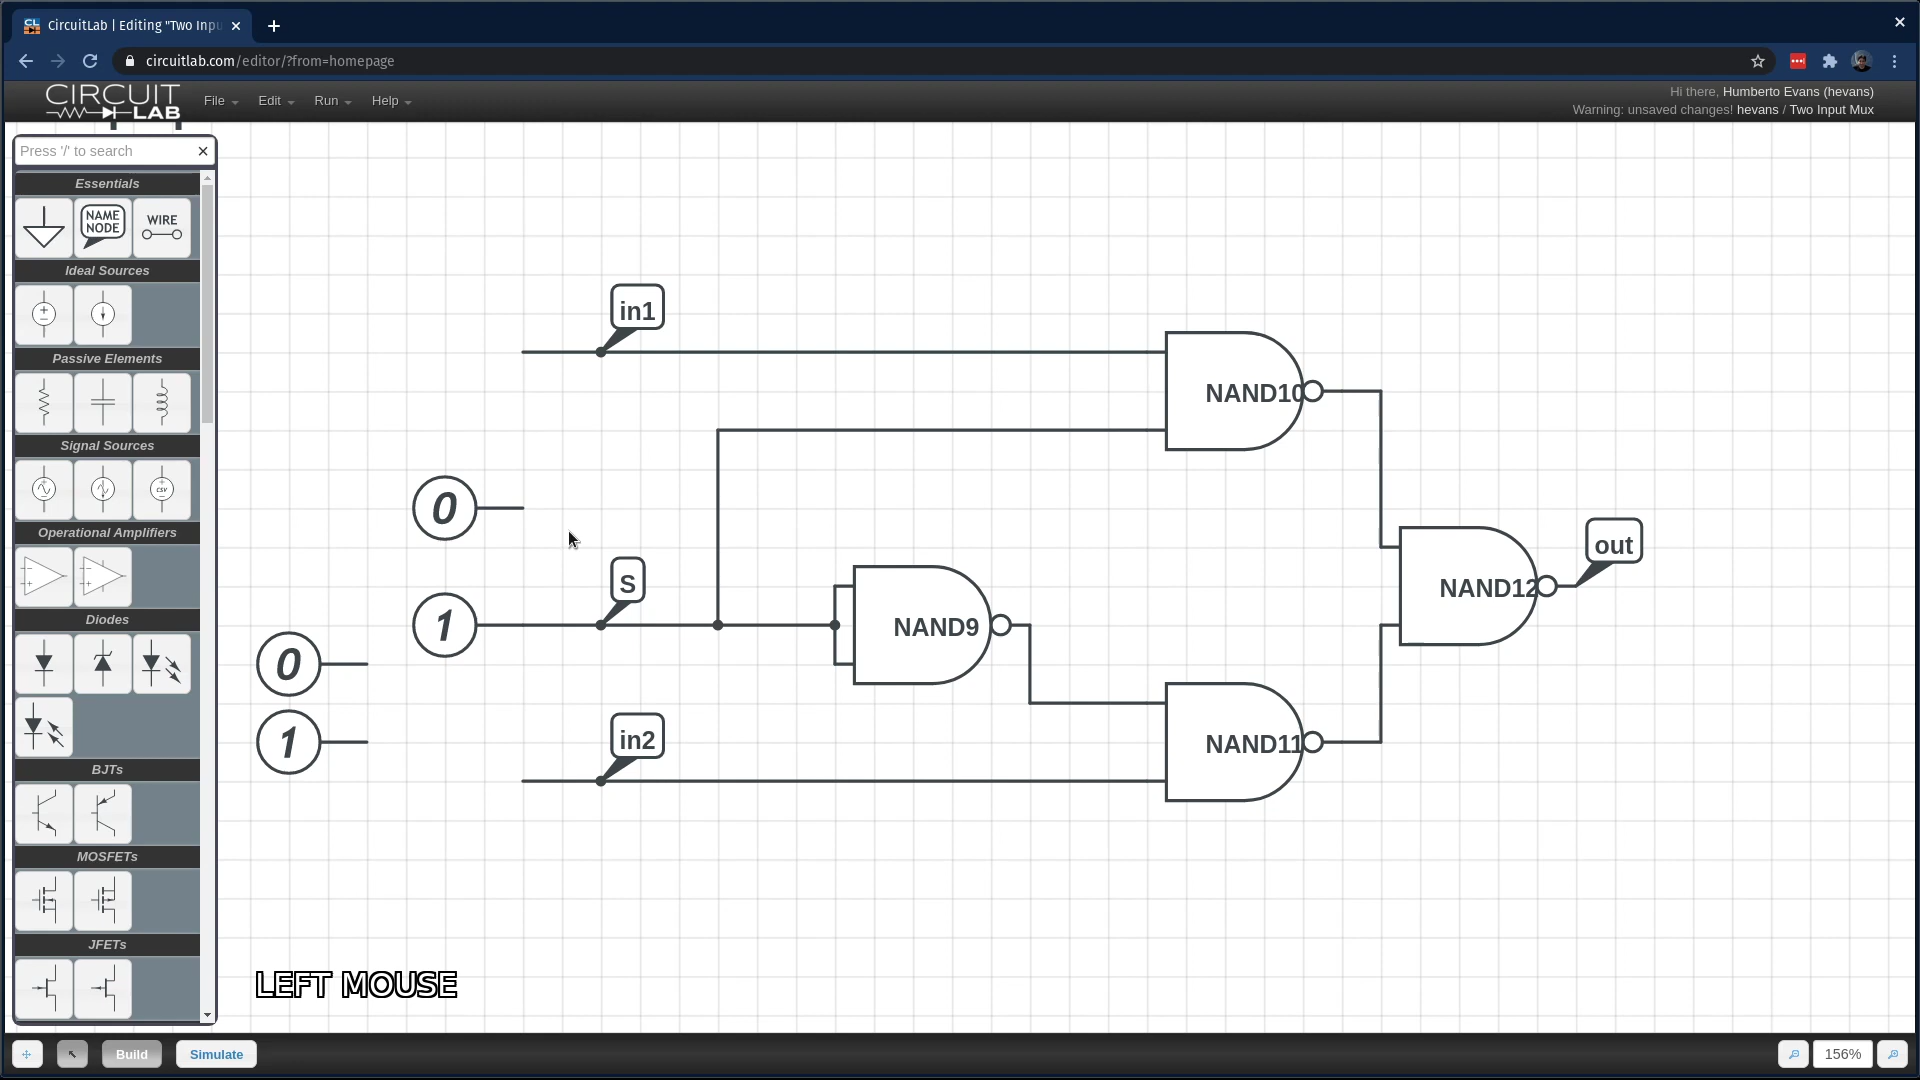 CircuitLab | Editing "Two Inpu
circuitlab.com/editor/?from=homepage
CIRCUIT
LAB
File
Edit
Run
Help
Hi there, Humberto Evans (hevans)
Warning: unsaved changes! hevans / Two Input Mux
Press '/' to search
Essentials
NAME
NODE
WIRE
Ideal Sources
Passive Elements
Signal Sources
CSV
Operational Amplifiers
Diodes
BJTs
MOSFETs
JFETs
in1
NAND10
0
S
1
NAND9
NAND12
out
0
1
in2
NAND11
LEFT MOUSE
Build
Simulate
156%